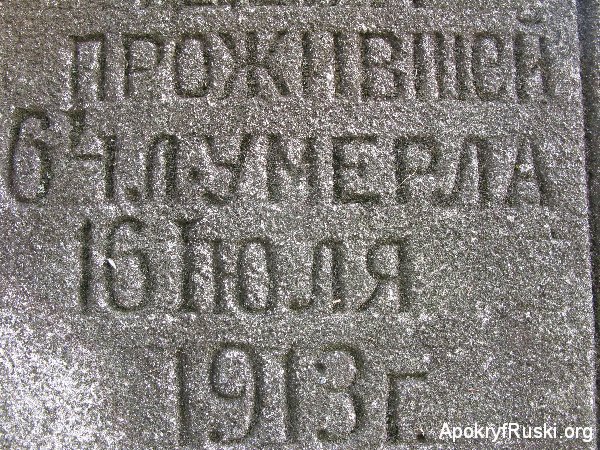 ПРОЖИВШЕЙ
64 Л. УМЕРЛА
16 ІЮЛЯ
1913 г.
ApokryfRuski.org